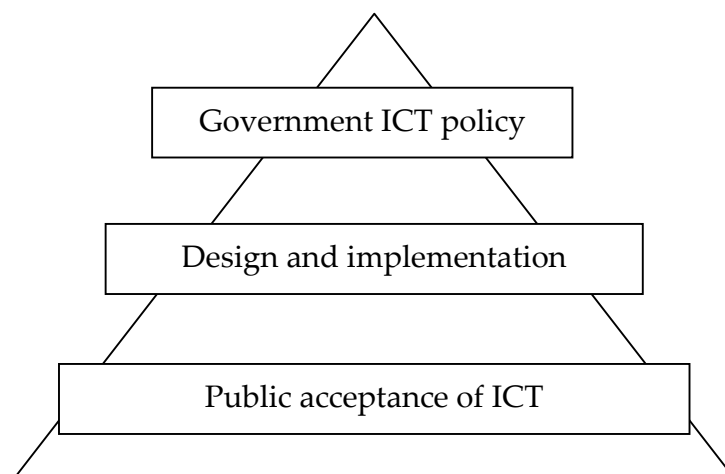 Government ICT policy
Design and implementation
Public acceptance of ICT